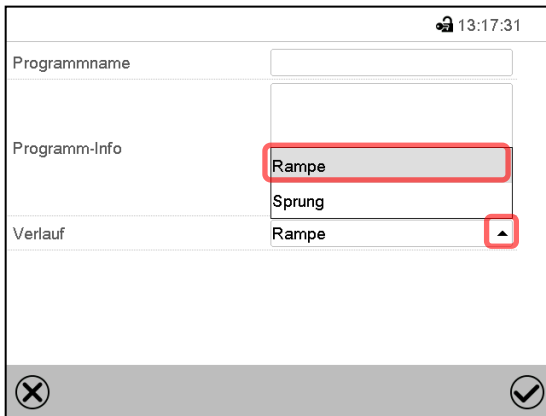 13:17:31
Programmname
Programm-Info
Rampe
Sprung
Verlauf
Rampe